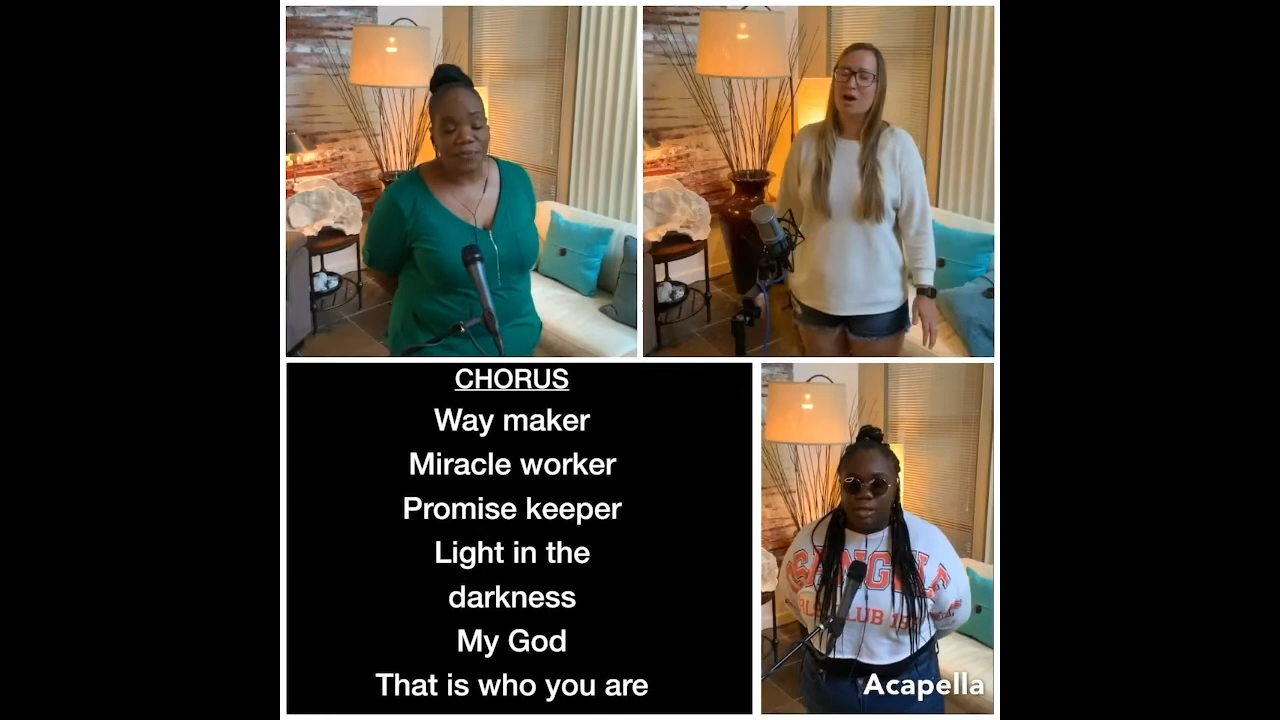 CHORUS
Way maker
Miracle worker
Promise keeper
Light in the
darkness
My God
That is who you are
Acapella